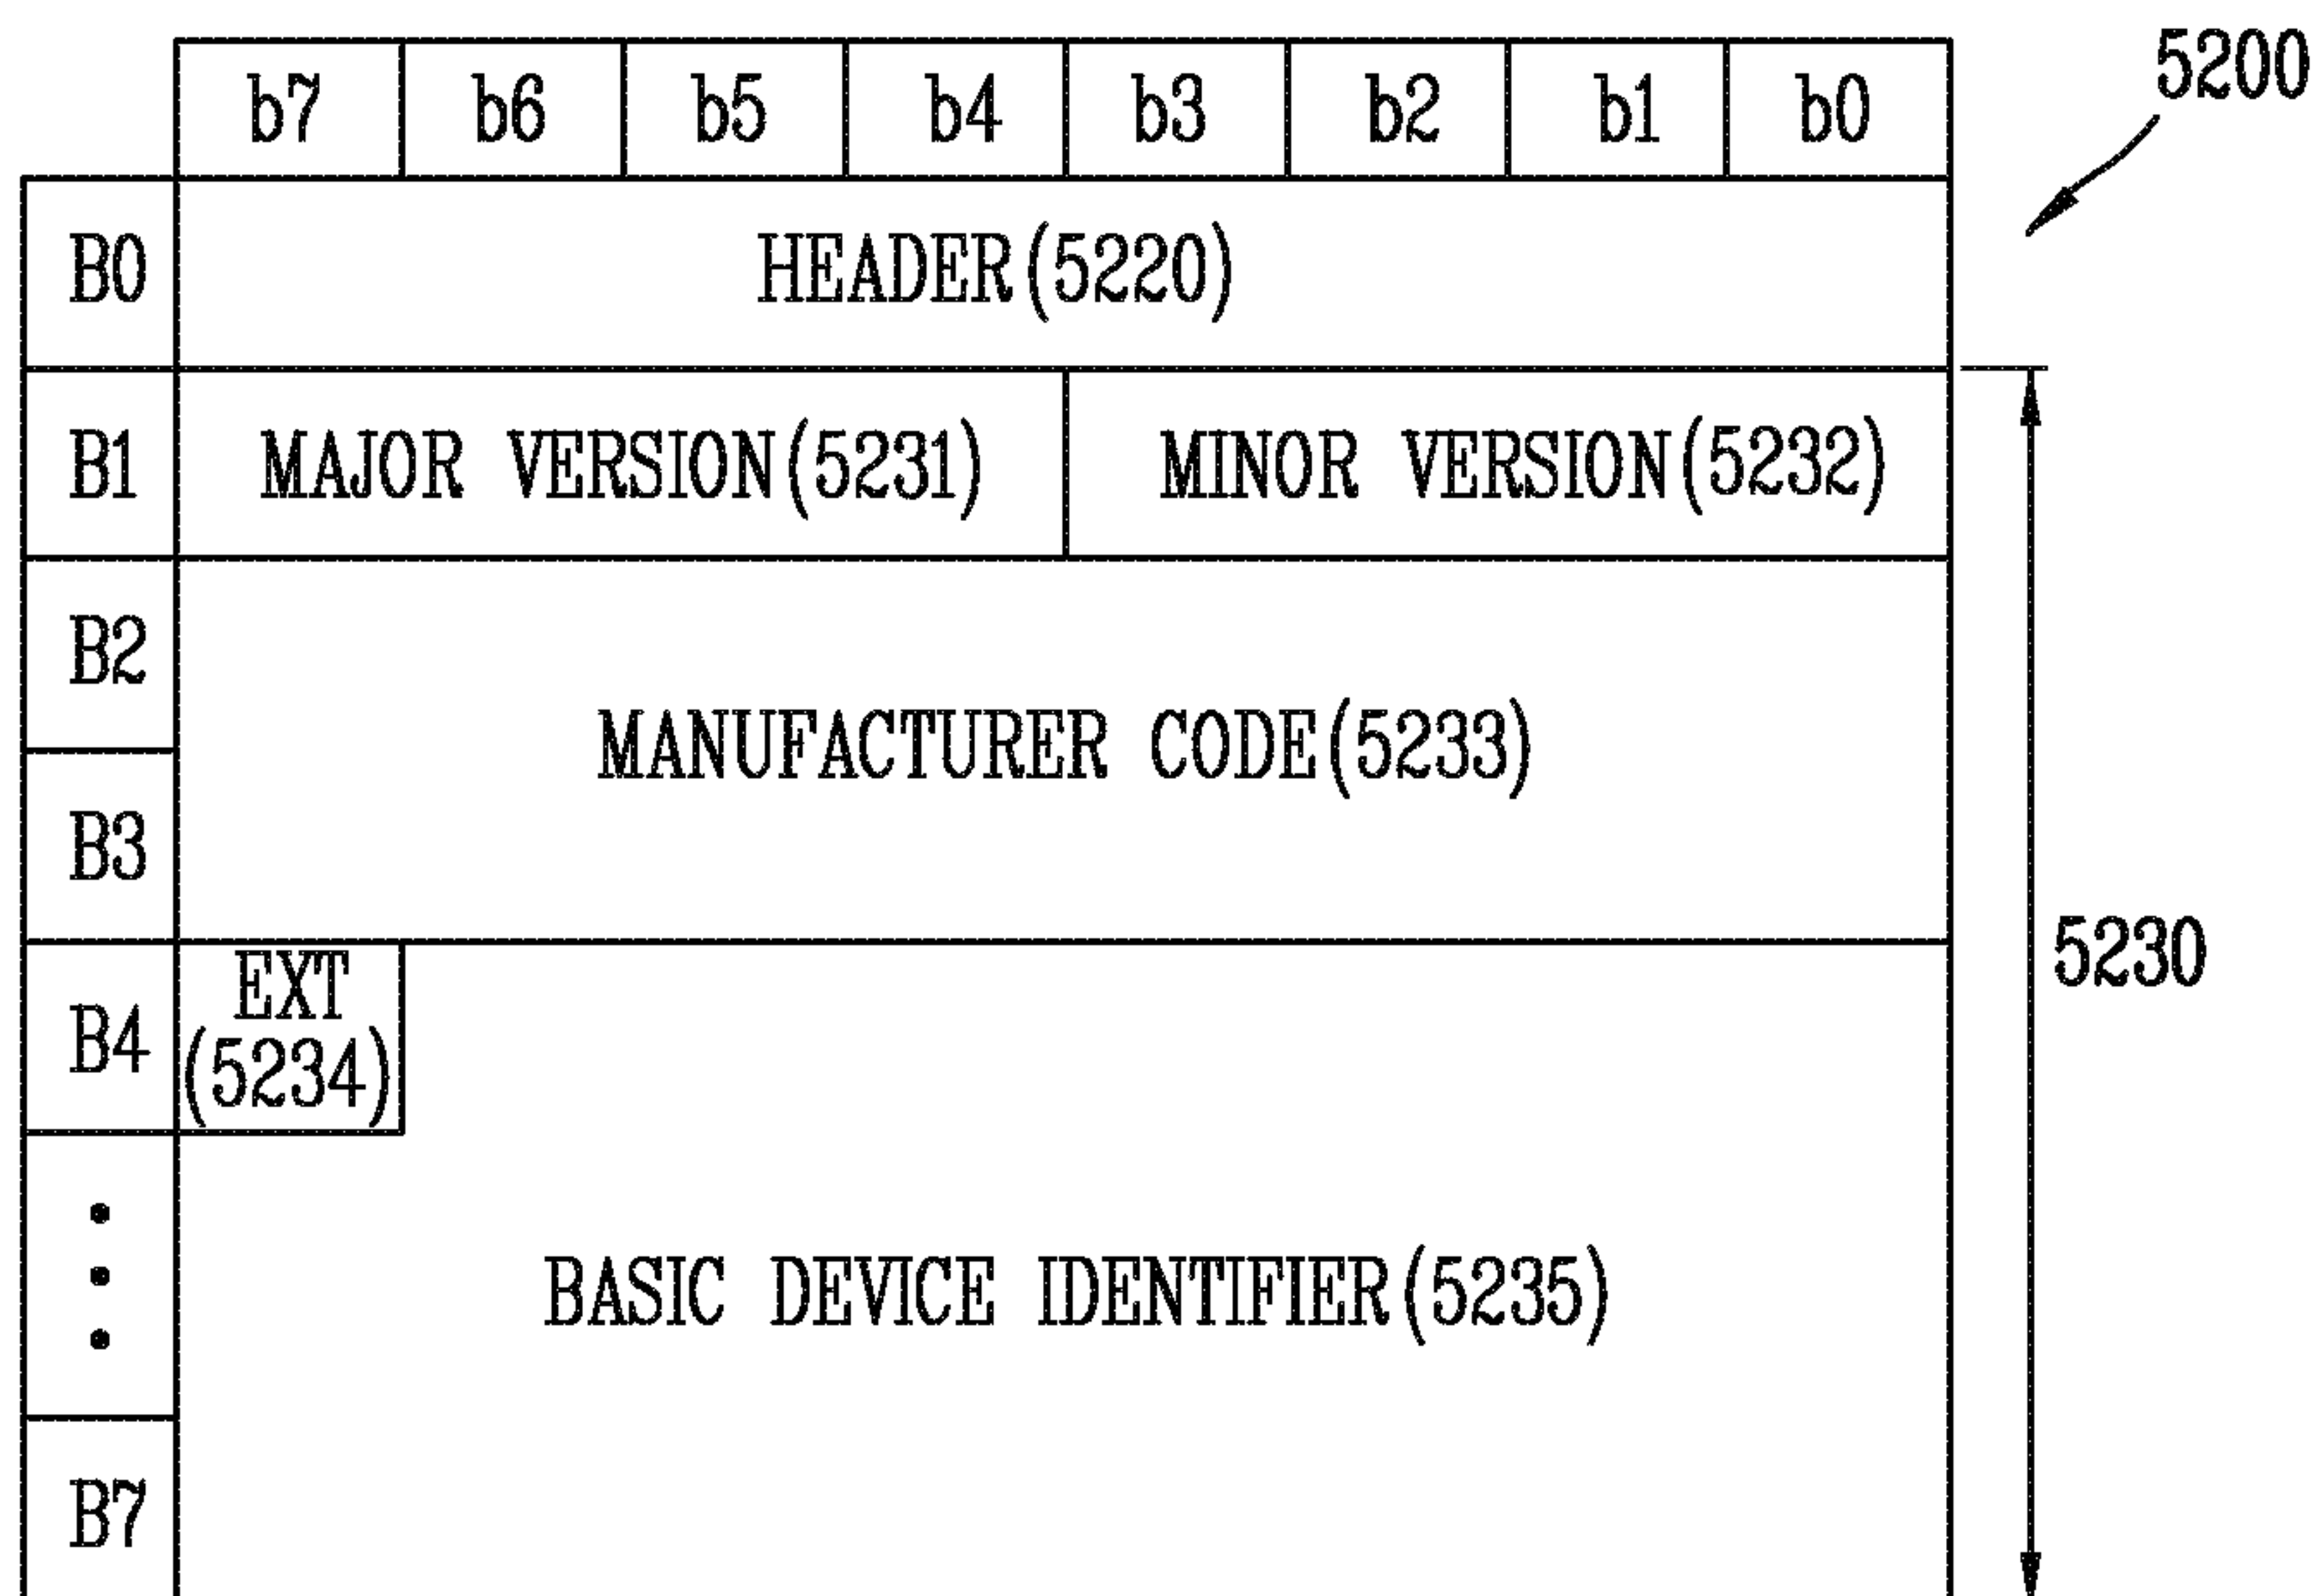 b7 b6 b5 b4 b3 b2 b1 b0
5200
B0 HEADER(5220)
B1 MAJOR VERSION(5231) MINOR VERSION(5232)
B2
MANUFACTURER CODE(5233)
B3
B4 EXT
(5234)
5230
BASIC DEVICE IDENTIFIER(5235)
B7